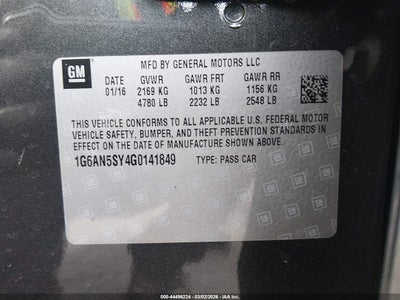 GM
MFD BY GENERAL MOTORS LLC
01/16 GVWR GAWR FRT GAWR RR
2169 KG 1013 KG 1156 KG
4780 LB 2232 LB 2548 LB
THIS VEHICLE CONFORMS TO ALL APPLICABLE U.S. FEDERAL MOTOR
VEHICLE SAFETY, BUMPER, AND THEFT PREVENTION STANDARDS
IN EFFECT ON THE DATE OF MANUFACTURE SHOWN ABOVE.
1G6AN5SY4G0141849 TYPE: PASS CAR
000-44496224 - 03/02/2026 - IAA Inc.